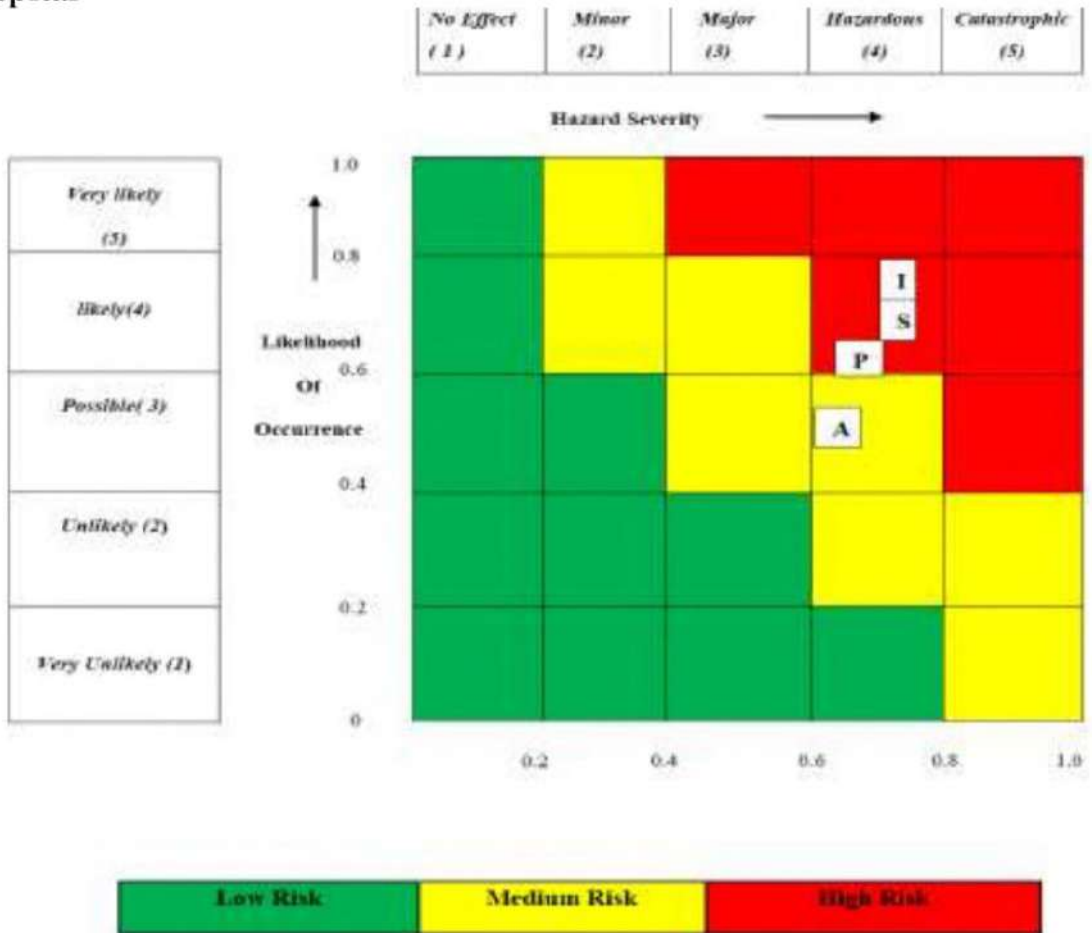 No Effect Minor Major Hazardous Catastrophic
( 1 ) (2) (3) (4) (5)
Hazard Severity
Very likely
(5)
likely(4)
Possible( 3)
Unlikely (2)
Very Unlikely (1)
1.0
0.8
Likelihood
0.6
Of
Occurrence
0.4
0.2
0
I
S
P
A
0.2 0.4 0.6 0.8 1.0
Low Risk Medium Risk High Risk